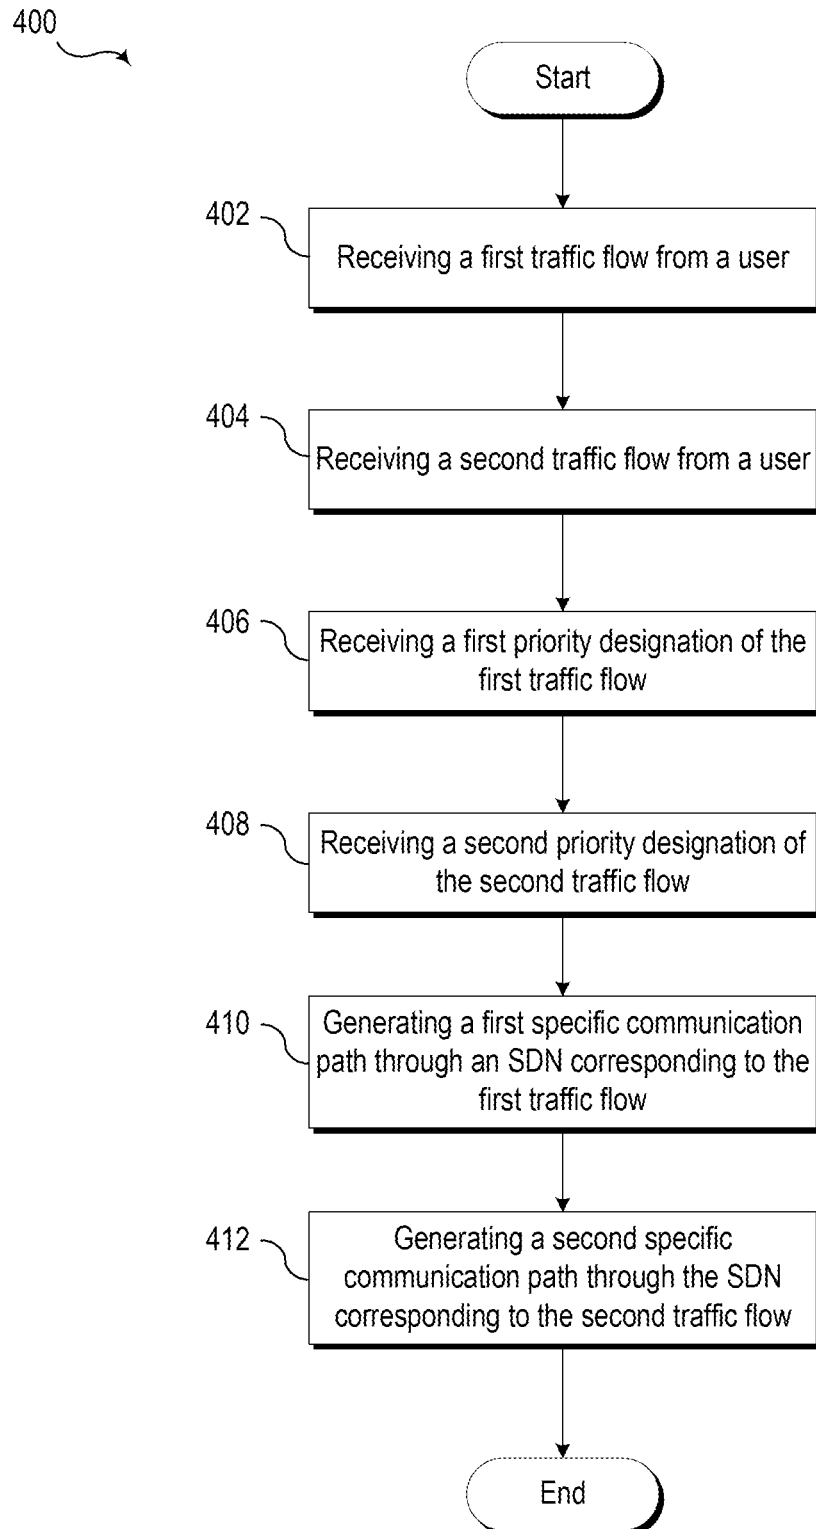 400
Start
402
Receiving a first traffic flow from a user
404
Receiving a second traffic flow from a user
406
Receiving a first priority designation of the
first traffic flow
408
Receiving a second priority designation of
the second traffic flow
410
Generating a first specific communication
path through an SDN corresponding to the
first traffic flow
412
Generating a second specific
communication path through the SDN
corresponding to the second traffic flow
End